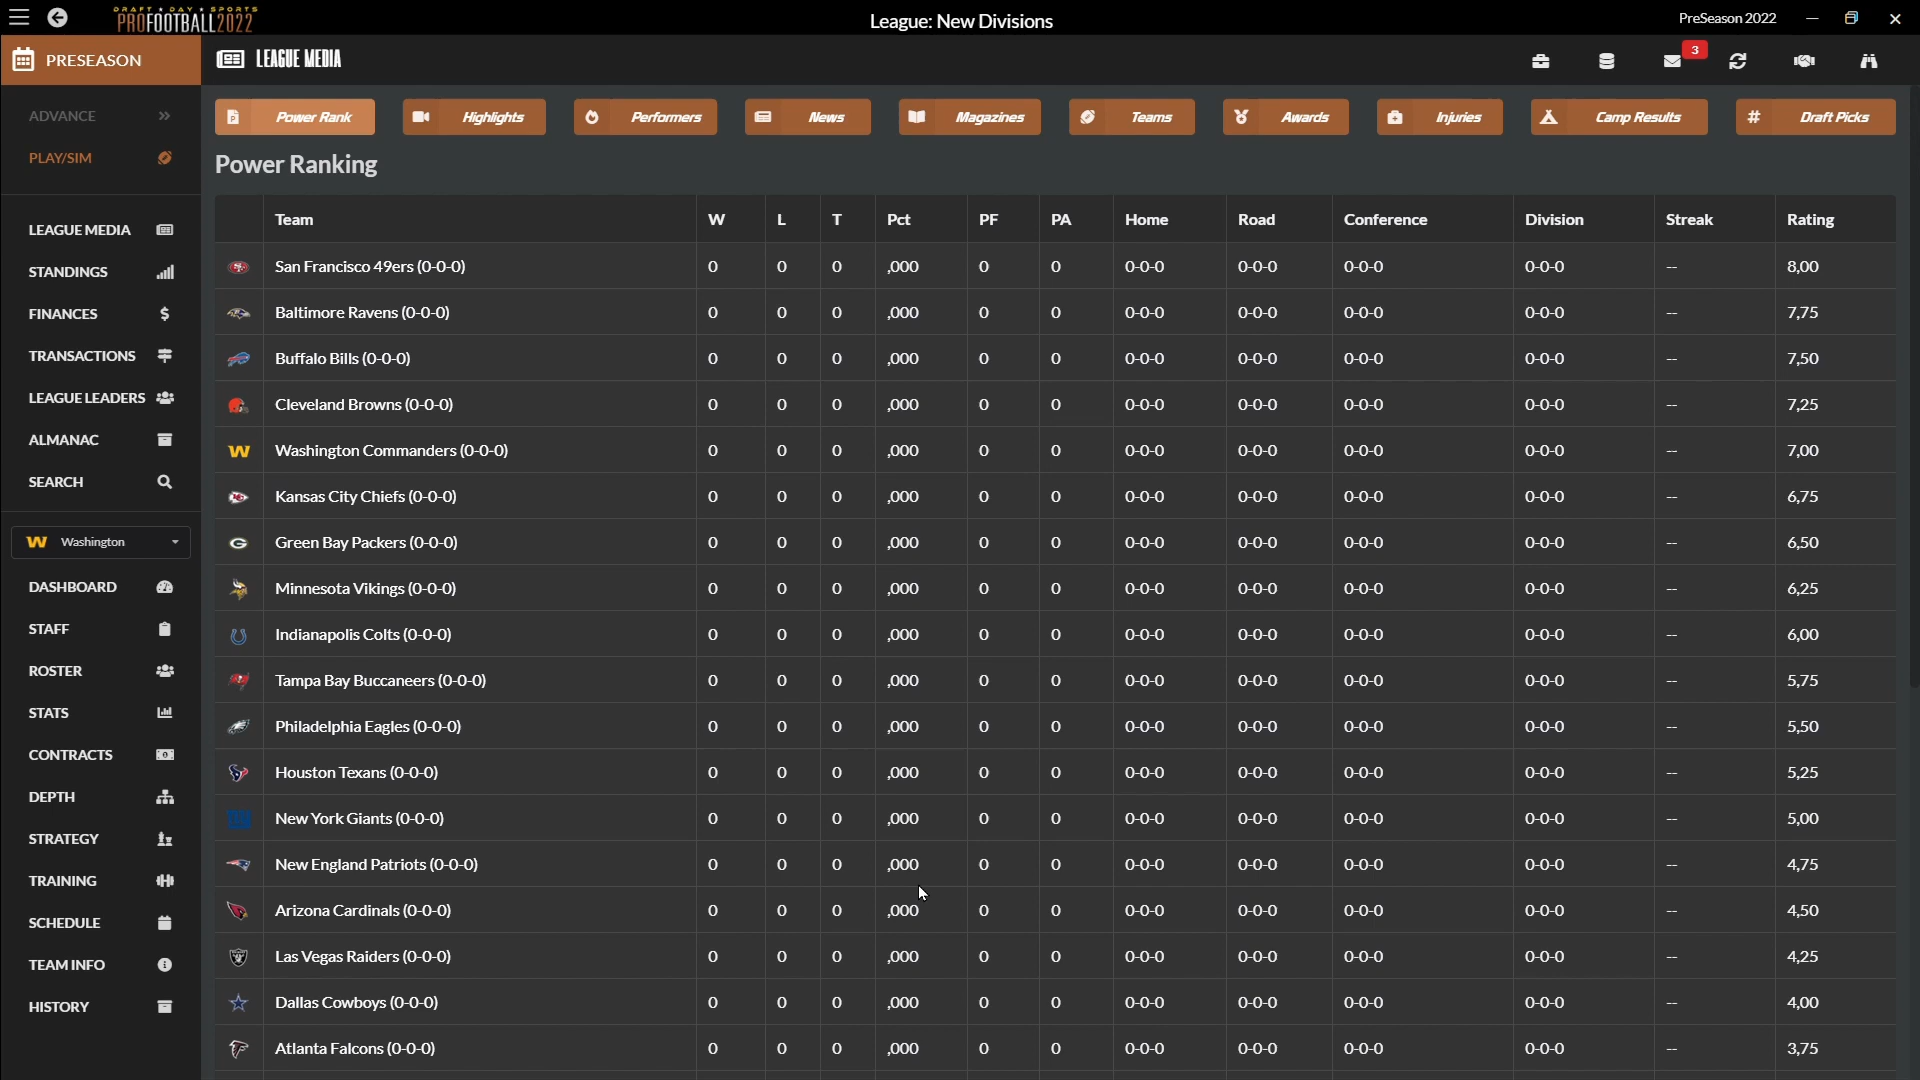 DRAFT DAY SPORTS
PROFOOTBALL2022
League: New Divisions
PreSeason 2022
PRESEASON
LEAGUE MEDIA
3
ADVANCE
PLAY/SIM
LEAGUE MEDIA
STANDINGS
FINANCES
TRANSACTIONS
LEAGUE LEADERS
ALMANAC
SEARCH
W Washington
DASHBOARD
STAFF
ROSTER
STATS
CONTRACTS
DEPTH
STRATEGY
TRAINING
SCHEDULE
TEAM INFO
HISTORY
Power Rank Highlights Performers News Magazines Teams Awards Injuries Camp Results # Draft Picks
Power Ranking
Team W L T Pct PF PA Home Road Conference Division Streak Rating
San Francisco 49ers (0-0-0) 0 0 0 ,000 0 0 0-0-0 0-0-0 0-0-0 0-0-0 -- 8,00
Baltimore Ravens (0-0-0) 0 0 0 ,000 0 0 0-0-0 0-0-0 0-0-0 0-0-0 -- 7,75
Buffalo Bills (0-0-0) 0 0 0 ,000 0 0 0-0-0 0-0-0 0-0-0 0-0-0 -- 7,50
Cleveland Browns (0-0-0) 0 0 0 ,000 0 0 0-0-0 0-0-0 0-0-0 0-0-0 -- 7,25
W Washington Commanders (0-0-0) 0 0 0 ,000 0 0 0-0-0 0-0-0 0-0-0 0-0-0 -- 7,00
Kansas City Chiefs (0-0-0) 0 0 0 ,000 0 0 0-0-0 0-0-0 0-0-0 0-0-0 -- 6,75
G Green Bay Packers (0-0-0) 0 0 0 ,000 0 0 0-0-0 0-0-0 0-0-0 0-0-0 -- 6,50
Minnesota Vikings (0-0-0) 0 0 0 ,000 0 0 0-0-0 0-0-0 0-0-0 0-0-0 -- 6,25
Indianapolis Colts (0-0-0) 0 0 0 ,000 0 0 0-0-0 0-0-0 0-0-0 0-0-0 -- 6,00
Tampa Bay Buccaneers (0-0-0) 0 0 0 ,000 0 0 0-0-0 0-0-0 0-0-0 0-0-0 -- 5,75
Philadelphia Eagles (0-0-0) 0 0 0 ,000 0 0 0-0-0 0-0-0 0-0-0 0-0-0 -- 5,50
Houston Texans (0-0-0) 0 0 0 ,000 0 0 0-0-0 0-0-0 0-0-0 0-0-0 -- 5,25
New York Giants (0-0-0) 0 0 0 ,000 0 0 0-0-0 0-0-0 0-0-0 0-0-0 -- 5,00
New England Patriots (0-0-0) 0 0 0 ,000 0 0 0-0-0 0-0-0 0-0-0 0-0-0 -- 4,75
Arizona Cardinals (0-0-0) 0 0 0 ,000 0 0 0-0-0 0-0-0 0-0-0 0-0-0 -- 4,50
Las Vegas Raiders (0-0-0) 0 0 0 ,000 0 0 0-0-0 0-0-0 0-0-0 0-0-0 -- 4,25
Dallas Cowboys (0-0-0) 0 0 0 ,000 0 0 0-0-0 0-0-0 0-0-0 0-0-0 -- 4,00
Atlanta Falcons (0-0-0) 0 0 0 ,000 0 0 0-0-0 0-0-0 0-0-0 0-0-0 -- 3,75